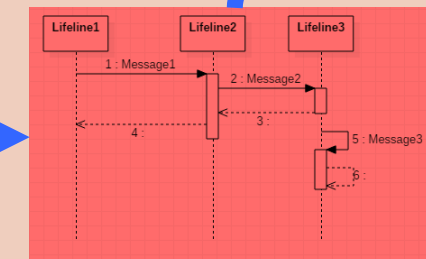 Lifeline1
Lifeline2
Lifeline3
1 : Message1
2 : Message2
3 :
4 :
5 : Message3
6 :